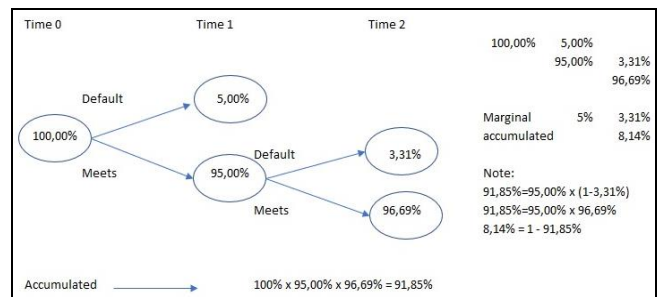 Time 0 Time 1 Time 2
100,00% 5,00%
95,00% 3,31%
96,69%
Default 5,00%
100,00%
Marginal 5% 3,31%
accumulated 8,14%
Default 3,31%
Meets 95,00%
Note:
91,85%=95,00% x (1-3,31%)
Meets 96,69%
91,85%=95,00% x 96,69%
8,14% = 1 - 91,85%
Accumulated 100% x 95,00% x 96,69% = 91,85%